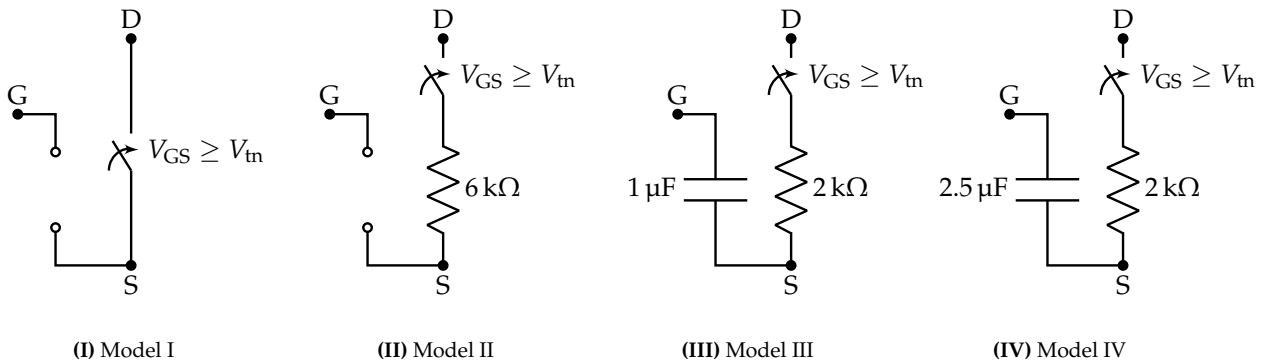 D
G
V_GS ≥ V_tn
S
(I) Model I
D
V_GS ≥ V_tn
G
6 kΩ
S
(II) Model II
D
V_GS ≥ V_tn
G
1 µF
2 kΩ
S
(III) Model III
D
V_GS ≥ V_tn
G
2.5 µF
2 kΩ
S
(IV) Model IV